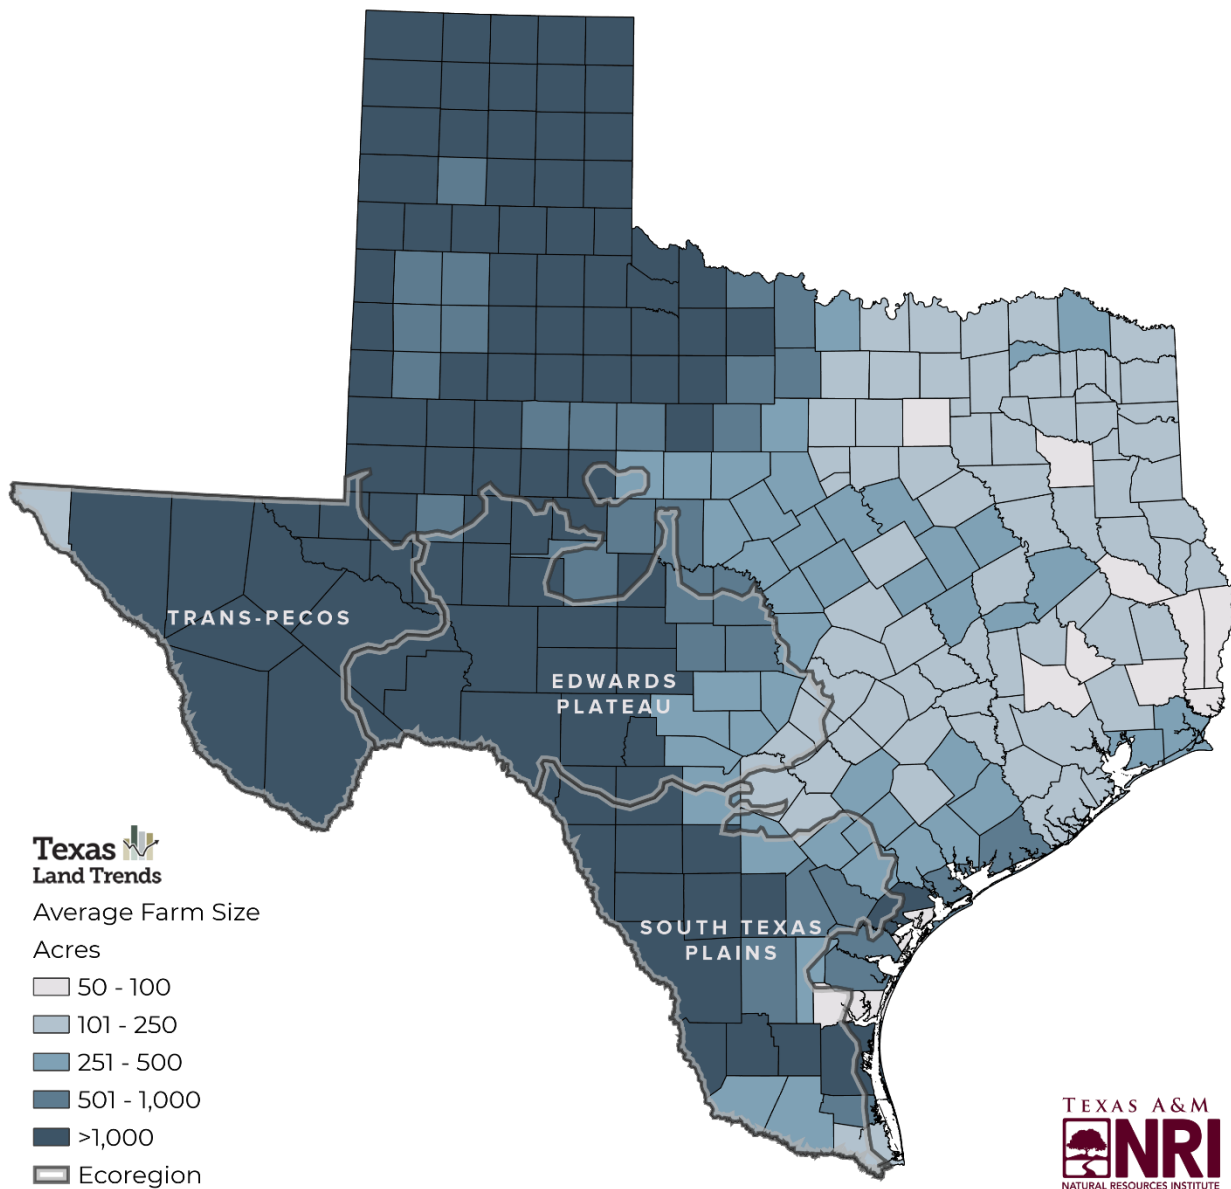 TRANS-PECOS
EDWARDS
PLATEAU
SOUTH TEXAS
PLAINS
Texas
Land Trends
Average Farm Size
Acres
50 - 100
101 - 250
251 - 500
501 - 1,000
>1,000
Ecoregion
TEXAS A&M
NRI
NATURAL RESOURCES INSTITUTE